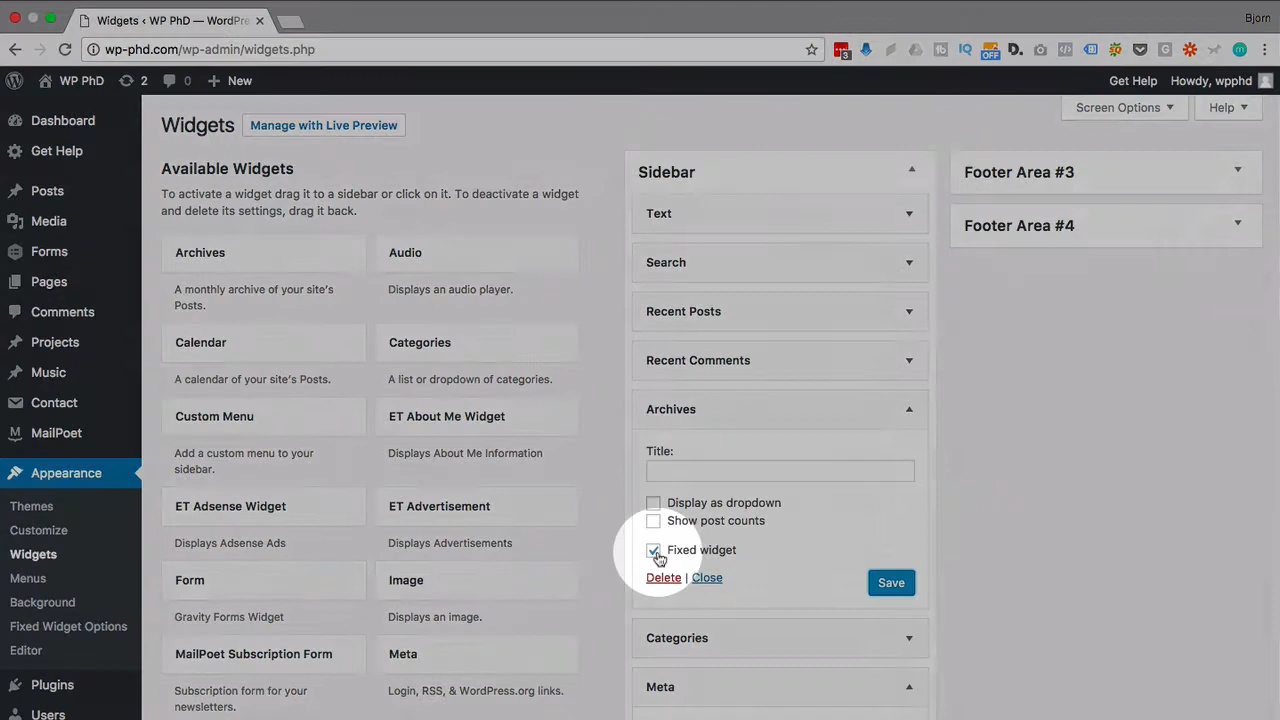 Widgets ‹ WP PhD — WordPre
Bjorn
wp-phd.com/wp-admin/widgets.php
3
IQ
OFF
D.
WP PhD
2
0
New
Get Help
Howdy, wpphd
Dashboard
Get Help
Posts
Media
Forms
Pages
Comments
Projects
Music
Contact
MailPoet
Appearance
Themes
Customize
Widgets
Menus
Background
Fixed Widget Options
Editor
Plugins
Users
Screen Options
Help
Widgets
Manage with Live Preview
Available Widgets
To activate a widget drag it to a sidebar or click on it. To deactivate a widget
and delete its settings, drag it back.
Archives
A monthly archive of your site's
Posts.
Audio
Displays an audio player.
Calendar
A calendar of your site's Posts.
Categories
A list or dropdown of categories.
Custom Menu
Add a custom menu to your
sidebar.
ET About Me Widget
Displays About Me Information
ET Adsense Widget
Displays Adsense Ads
ET Advertisement
Displays Advertisements
Form
Gravity Forms Widget
Image
Displays an image.
MailPoet Subscription Form
Subscription form for your
newsletters.
Meta
Login, RSS, & WordPress.org links.
Sidebar
Text
Search
Recent Posts
Recent Comments
Archives
Title:
Display as dropdown
Show post counts
Fixed widget
Delete | Close
Save
Categories
Meta
Footer Area #3
Footer Area #4